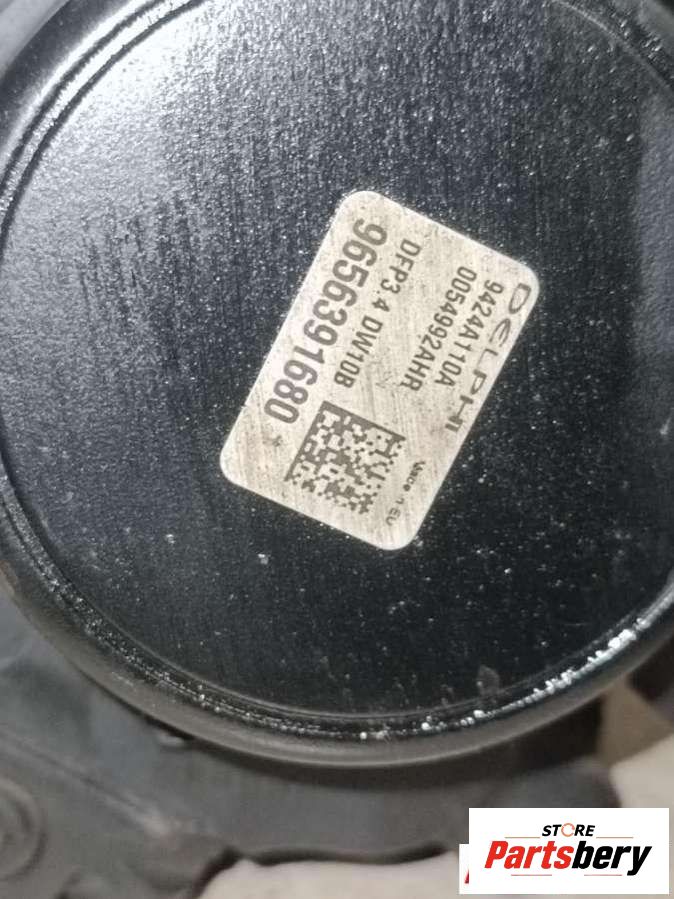 DELPHI
9424A110A
0054992AHR
DFP3.4 DW10B
9656391680
Made in EU
STORE
Partsbery